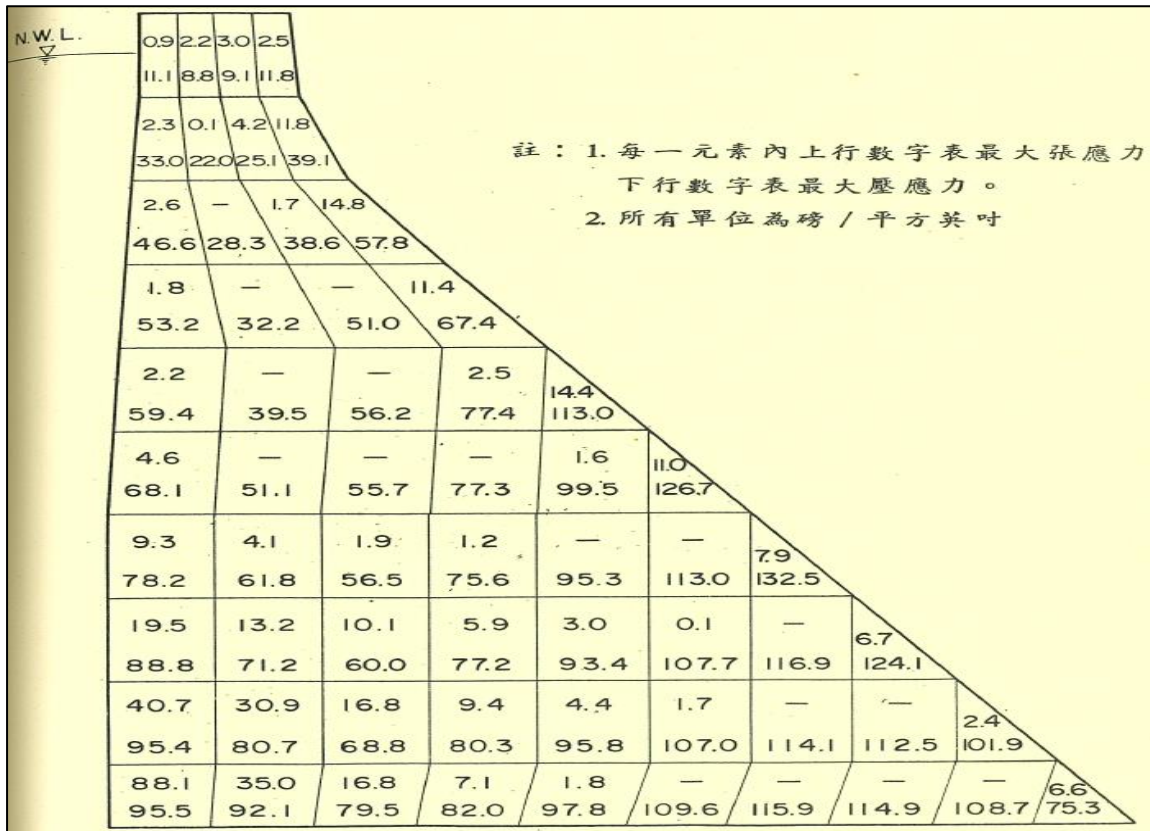 N.W.L.
0.9 2.2 3.0 2.5
11.1 8.8 9.1 11.8
2.3 0.1 4.2 11.8
33.0 22.0 25.1 39.1
註：1. 每一元素內上行數字表最大張應力
下行數字表最大壓應力。
2. 所有單位為磅/平方英吋
2.6 — 1.7 14.8
46.6 28.3 38.6 57.8
1.8 — — 11.4
53.2 32.2 51.0 67.4
2.2 — — 2.5 14.4
59.4 39.5 56.2 77.4 113.0
4.6 — — — 1.6 11.0
68.1 51.1 55.7 77.3 99.5 126.7
9.3 4.1 1.9 1.2 — — 7.9
78.2 61.8 56.5 75.6 95.3 113.0 132.5
19.5 13.2 10.1 5.9 3.0 0.1 — 6.7
88.8 71.2 60.0 77.2 93.4 107.7 116.9 124.1
40.7 30.9 16.8 9.4 4.4 1.7 — — 2.4
95.4 80.7 68.8 80.3 95.8 107.0 114.1 112.5 101.9
88.1 35.0 16.8 7.1 1.8 — — — — 6.6
95.5 92.1 79.5 82.0 97.8 109.6 115.9 114.9 108.7 75.3